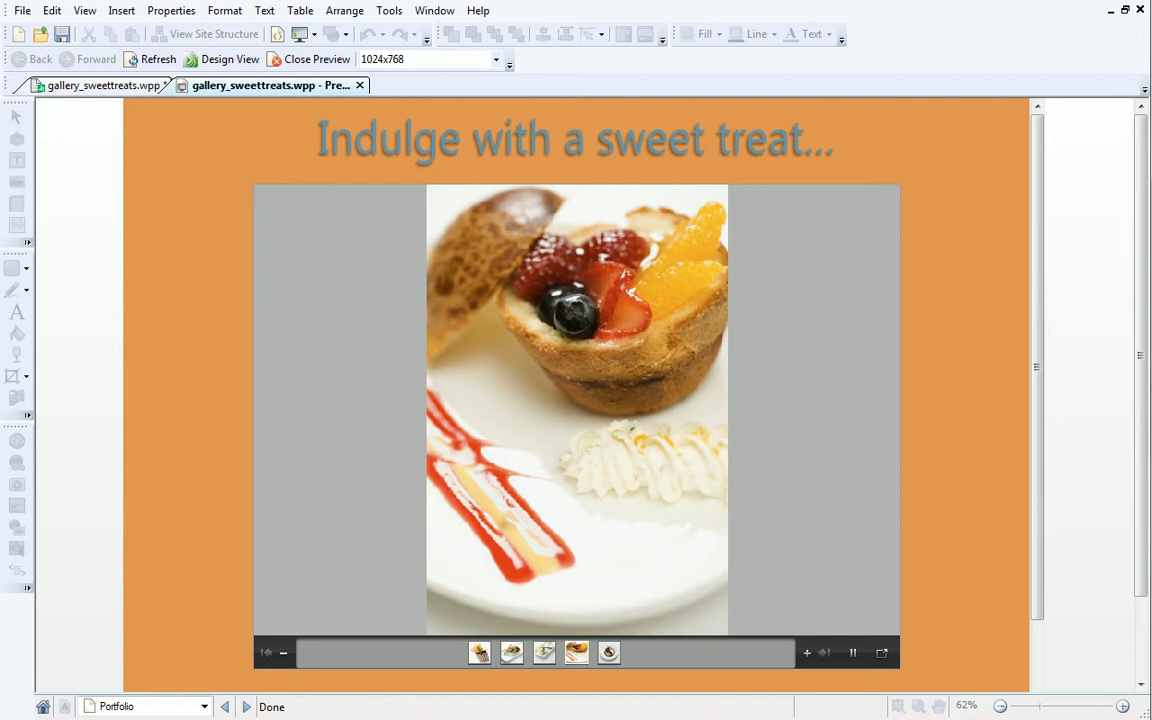 File Edit View Insert Properties Format Text Table Arrange Tools Window Help
View Site Structure Fill Line Text
Back Forward Refresh Design View Close Preview 1024x768
gallery_sweettreats.wpp * gallery_sweettreats.wpp - Pre...
Indulge with a sweet treat...
Portfolio Done 62%